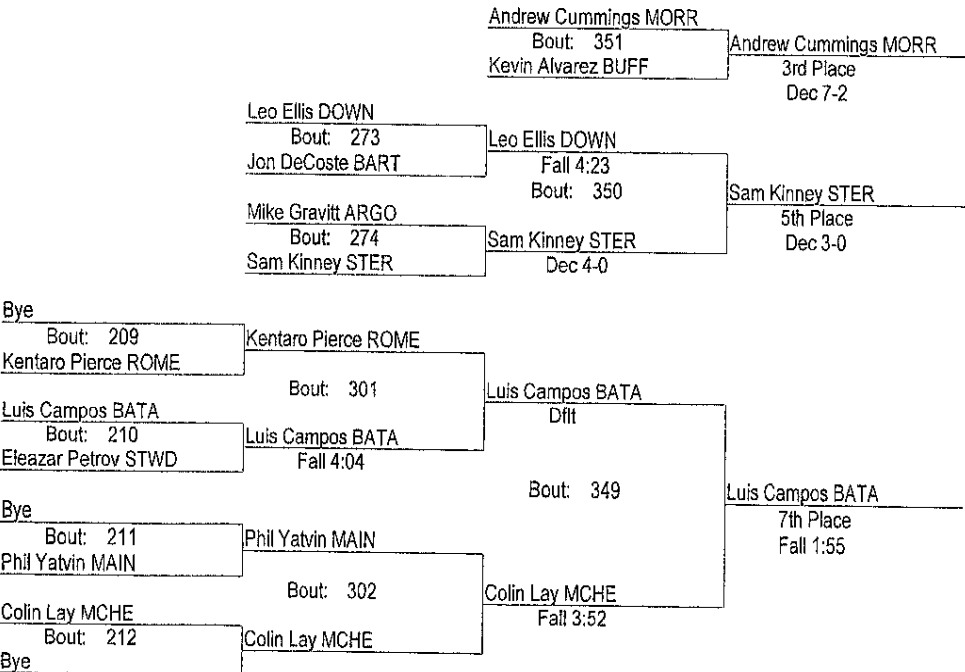 Andrew Cummings MORR
Bout: 351
Kevin Alvarez BUFF
Andrew Cummings MORR
3rd Place
Dec 7-2
Leo Ellis DOWN
Bout: 273
Jon DeCoste BART
Leo Ellis DOWN
Fall 4:23
Bout: 350
Mike Gravitt ARGO
Bout: 274
Sam Kinney STER
Sam Kinney STER
Dec 4-0
Sam Kinney STER
5th Place
Dec 3-0
Bye
Bout: 209
Kentaro Pierce ROME
Kentaro Pierce ROME
Bout: 301
Luis Campos BATA
Bout: 210
Eleazar Petrov STWD
Luis Campos BATA
Fall 4:04
Luis Campos BATA
Dflt
Bout: 349
Luis Campos BATA
7th Place
Fall 1:55
Bye
Bout: 211
Phil Yatvin MAIN
Phil Yatvin MAIN
Bout: 302
Colin Lay MCHE
Bout: 212
Bye
Colin Lay MCHE
Colin Lay MCHE
Fall 3:52